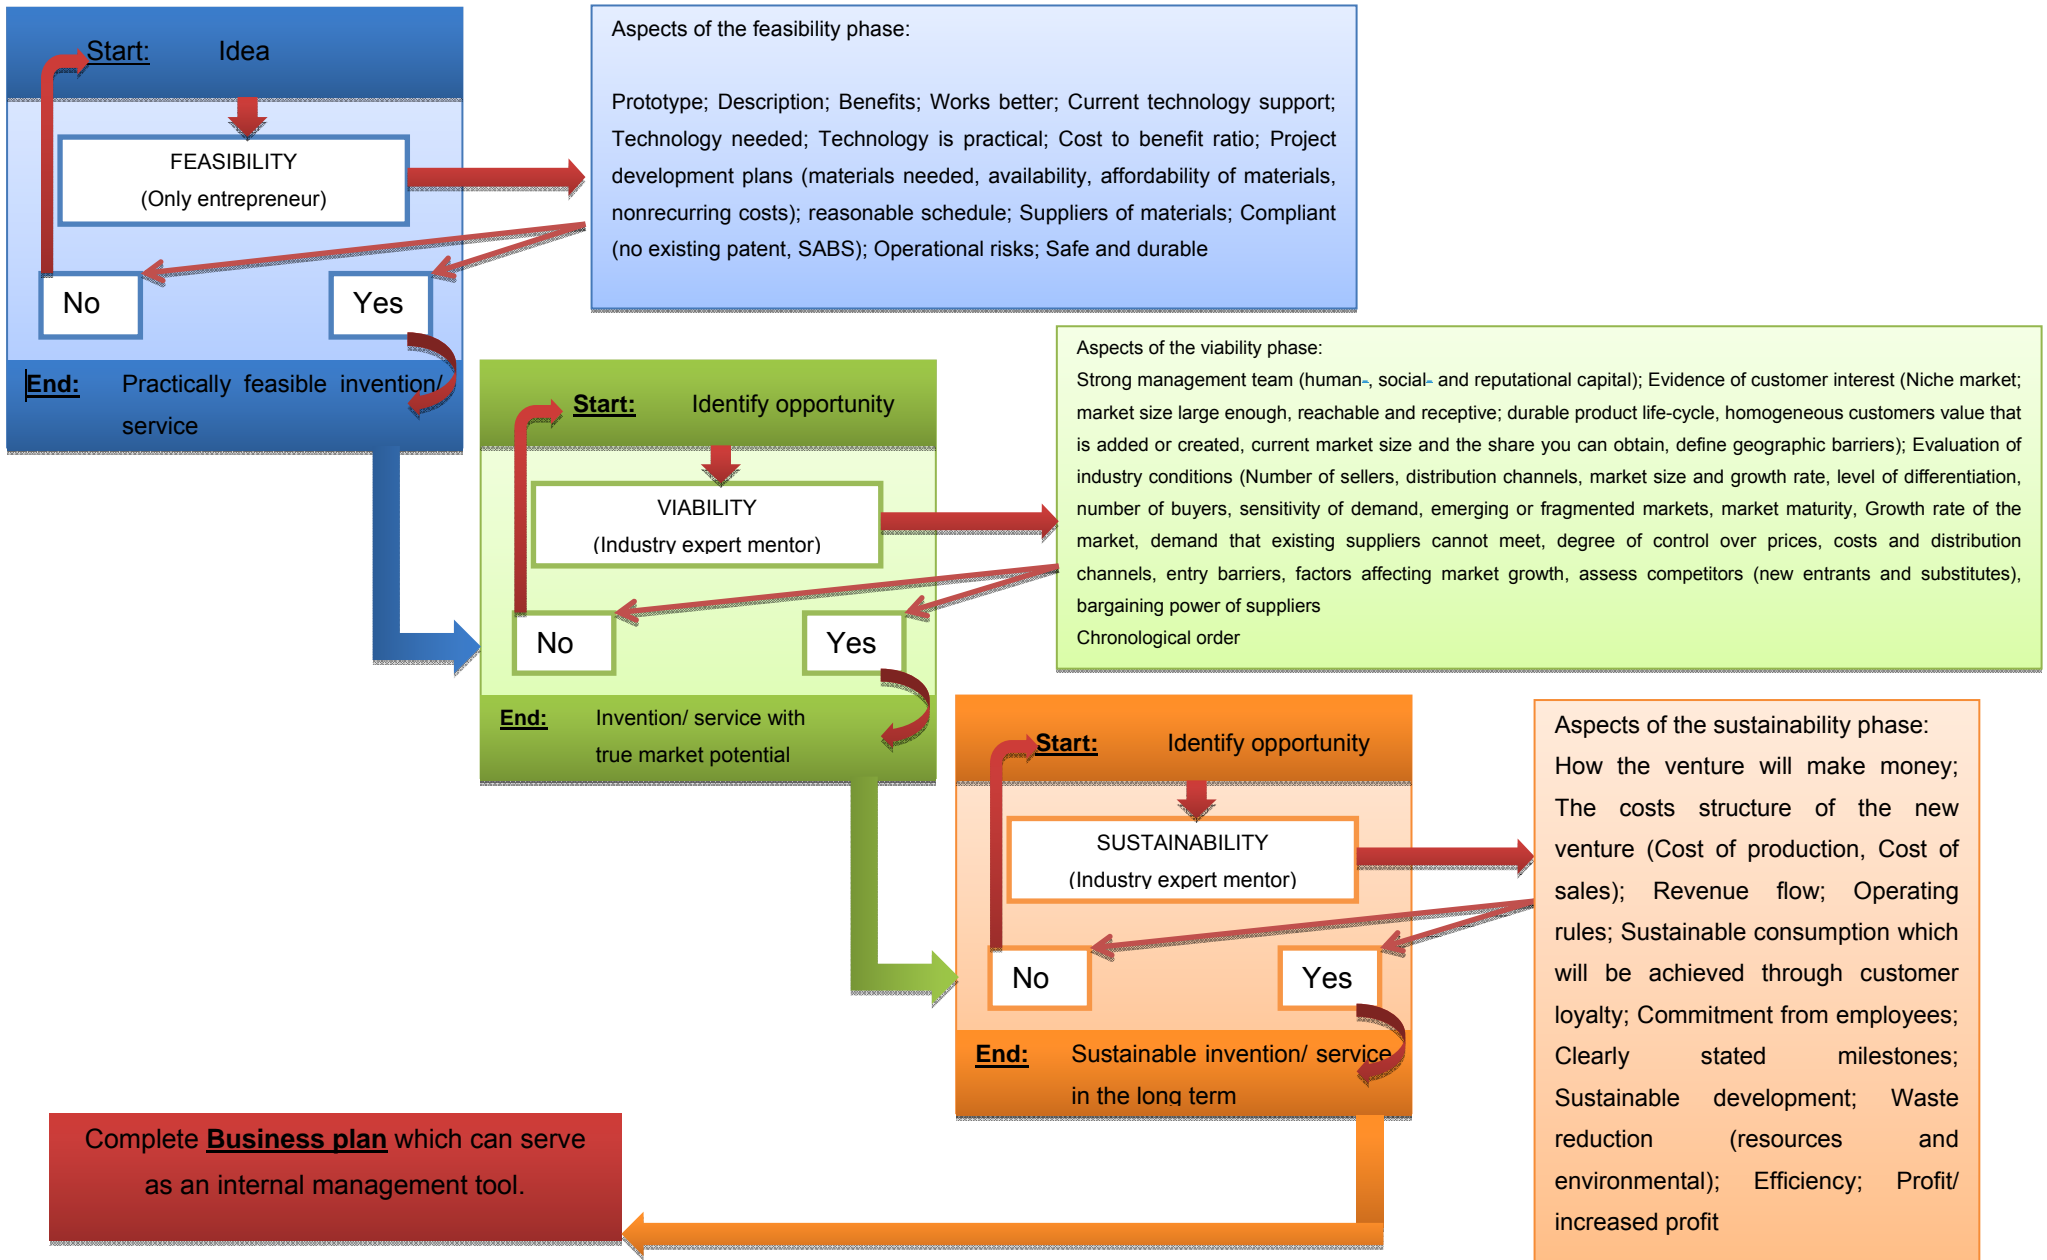 Start: Idea
FEASIBILITY
(Only entrepreneur)
No
Yes
End: Practically feasible invention/
service
Aspects of the feasibility phase:
Prototype; Description; Benefits; Works better; Current technology support;
Technology needed; Technology is practical; Cost to benefit ratio; Project
development plans (materials needed, availability, affordability of materials,
nonrecurring costs); reasonable schedule; Suppliers of materials; Compliant
(no existing patent, SABS); Operational risks; Safe and durable
Start: Identify opportunity
VIABILITY
(Industry expert mentor)
No
Yes
End: Invention/ service with
true market potential
Aspects of the viability phase:
Strong management team (human-, social- and reputational capital); Evidence of customer interest (Niche market;
market size large enough, reachable and receptive; durable product life-cycle, homogeneous customers value that
is added or created, current market size and the share you can obtain, define geographic barriers); Evaluation of
industry conditions (Number of sellers, distribution channels, market size and growth rate, level of differentiation,
number of buyers, sensitivity of demand, emerging or fragmented markets, market maturity, Growth rate of the
market, demand that existing suppliers cannot meet, degree of control over prices, costs and distribution
channels, entry barriers, factors affecting market growth, assess competitors (new entrants and substitutes),
bargaining power of suppliers
Chronological order
Start: Identify opportunity
SUSTAINABILITY
(Industry expert mentor)
No
Yes
End: Sustainable invention/ service
in the long term
Aspects of the sustainability phase:
How the venture will make money;
The costs structure of the new
venture (Cost of production, Cost of
sales); Revenue flow; Operating
rules; Sustainable consumption which
will be achieved through customer
loyalty; Commitment from employees;
Clearly stated milestones;
Sustainable development; Waste
reduction (resources and
environmental); Efficiency; Profit/
increased profit
Complete Business plan which can serve
as an internal management tool.